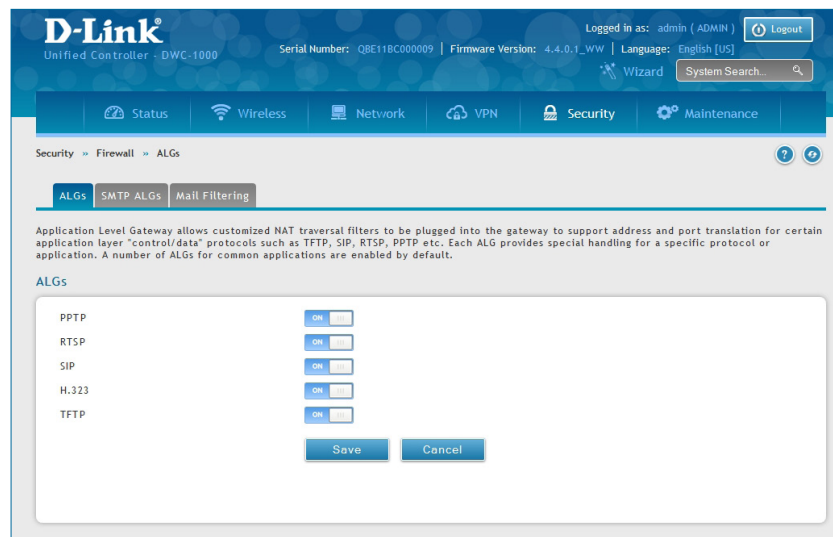 D-Link®
Unified Controller - DWC-1000
Logged in as: admin ( ADMIN ) Logout
Serial Number: QBE11BC000009 | Firmware Version: 4.4.0.1_WW | Language: English [US]
Wizard System Search...
Status Wireless Network VPN Security Maintenance
Security » Firewall » ALGs
ALGs SMTP ALGs Mail Filtering
Application Level Gateway allows customized NAT traversal filters to be plugged into the gateway to support address and port translation for certain
application layer "control/data" protocols such as TFTP, SIP, RTSP, PPTP etc. Each ALG provides special handling for a specific protocol or
application. A number of ALGs for common applications are enabled by default.
ALGs
PPTP ON
RTSP ON
SIP ON
H.323 ON
TFTP ON
Save Cancel